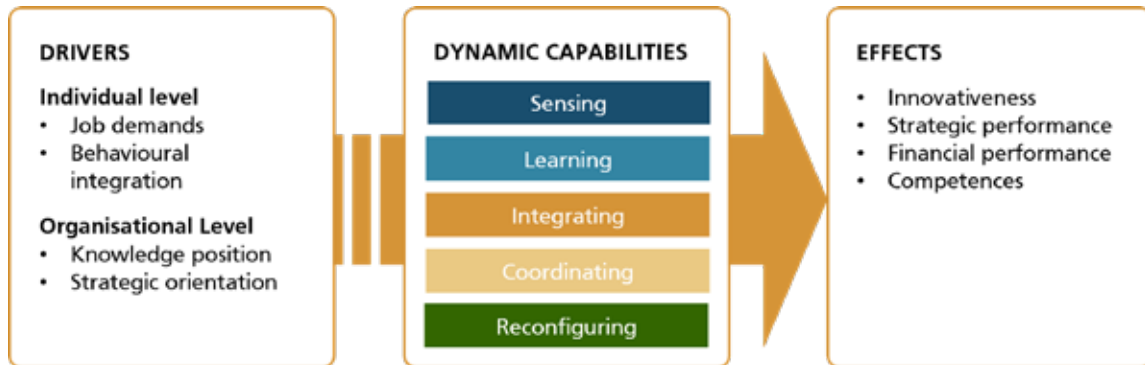 DRIVERS
Individual level
• Job demands
• Behavioural
integration
Organisational Level
• Knowledge position
• Strategic orientation
DYNAMIC CAPABILITIES
Sensing
Learning
Integrating
Coordinating
Reconfiguring
EFFECTS
• Innovativeness
• Strategic performance
• Financial performance
• Competences